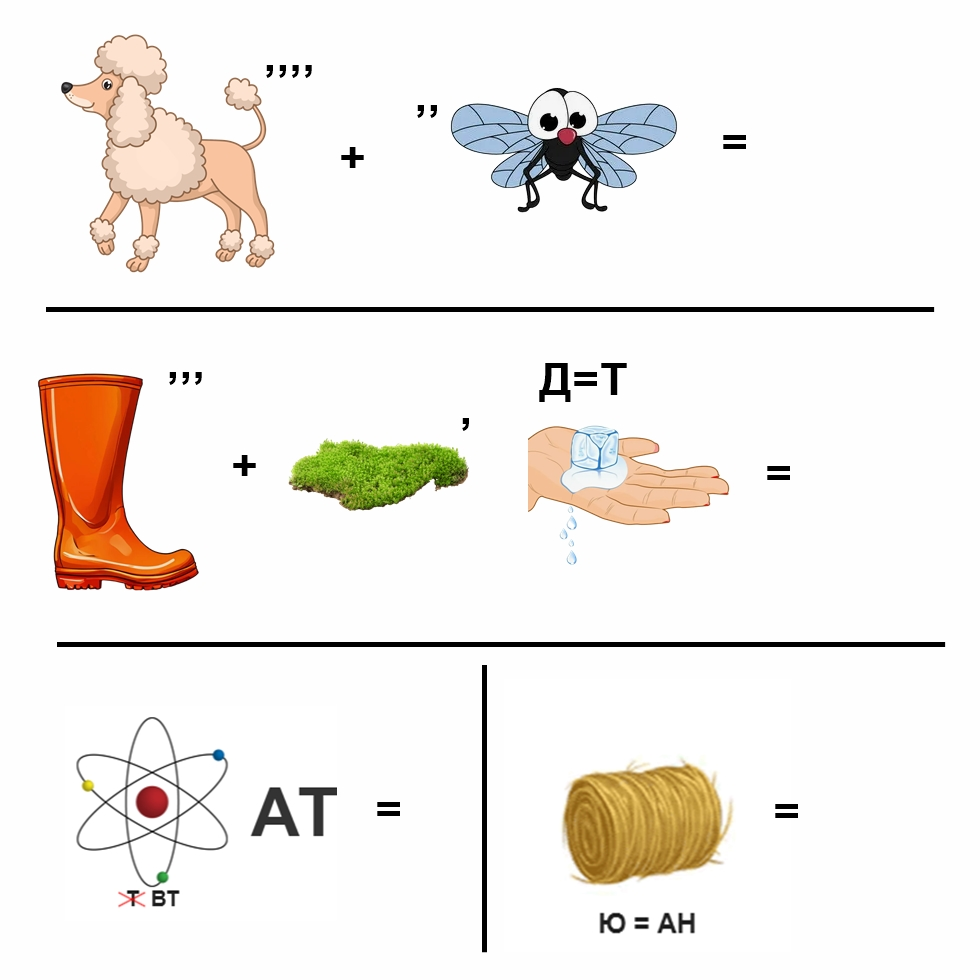 ,,,,
+ ,, =
,,,
+ , Д=Т =
АТ =
Т ВТ
=
Ю = АН